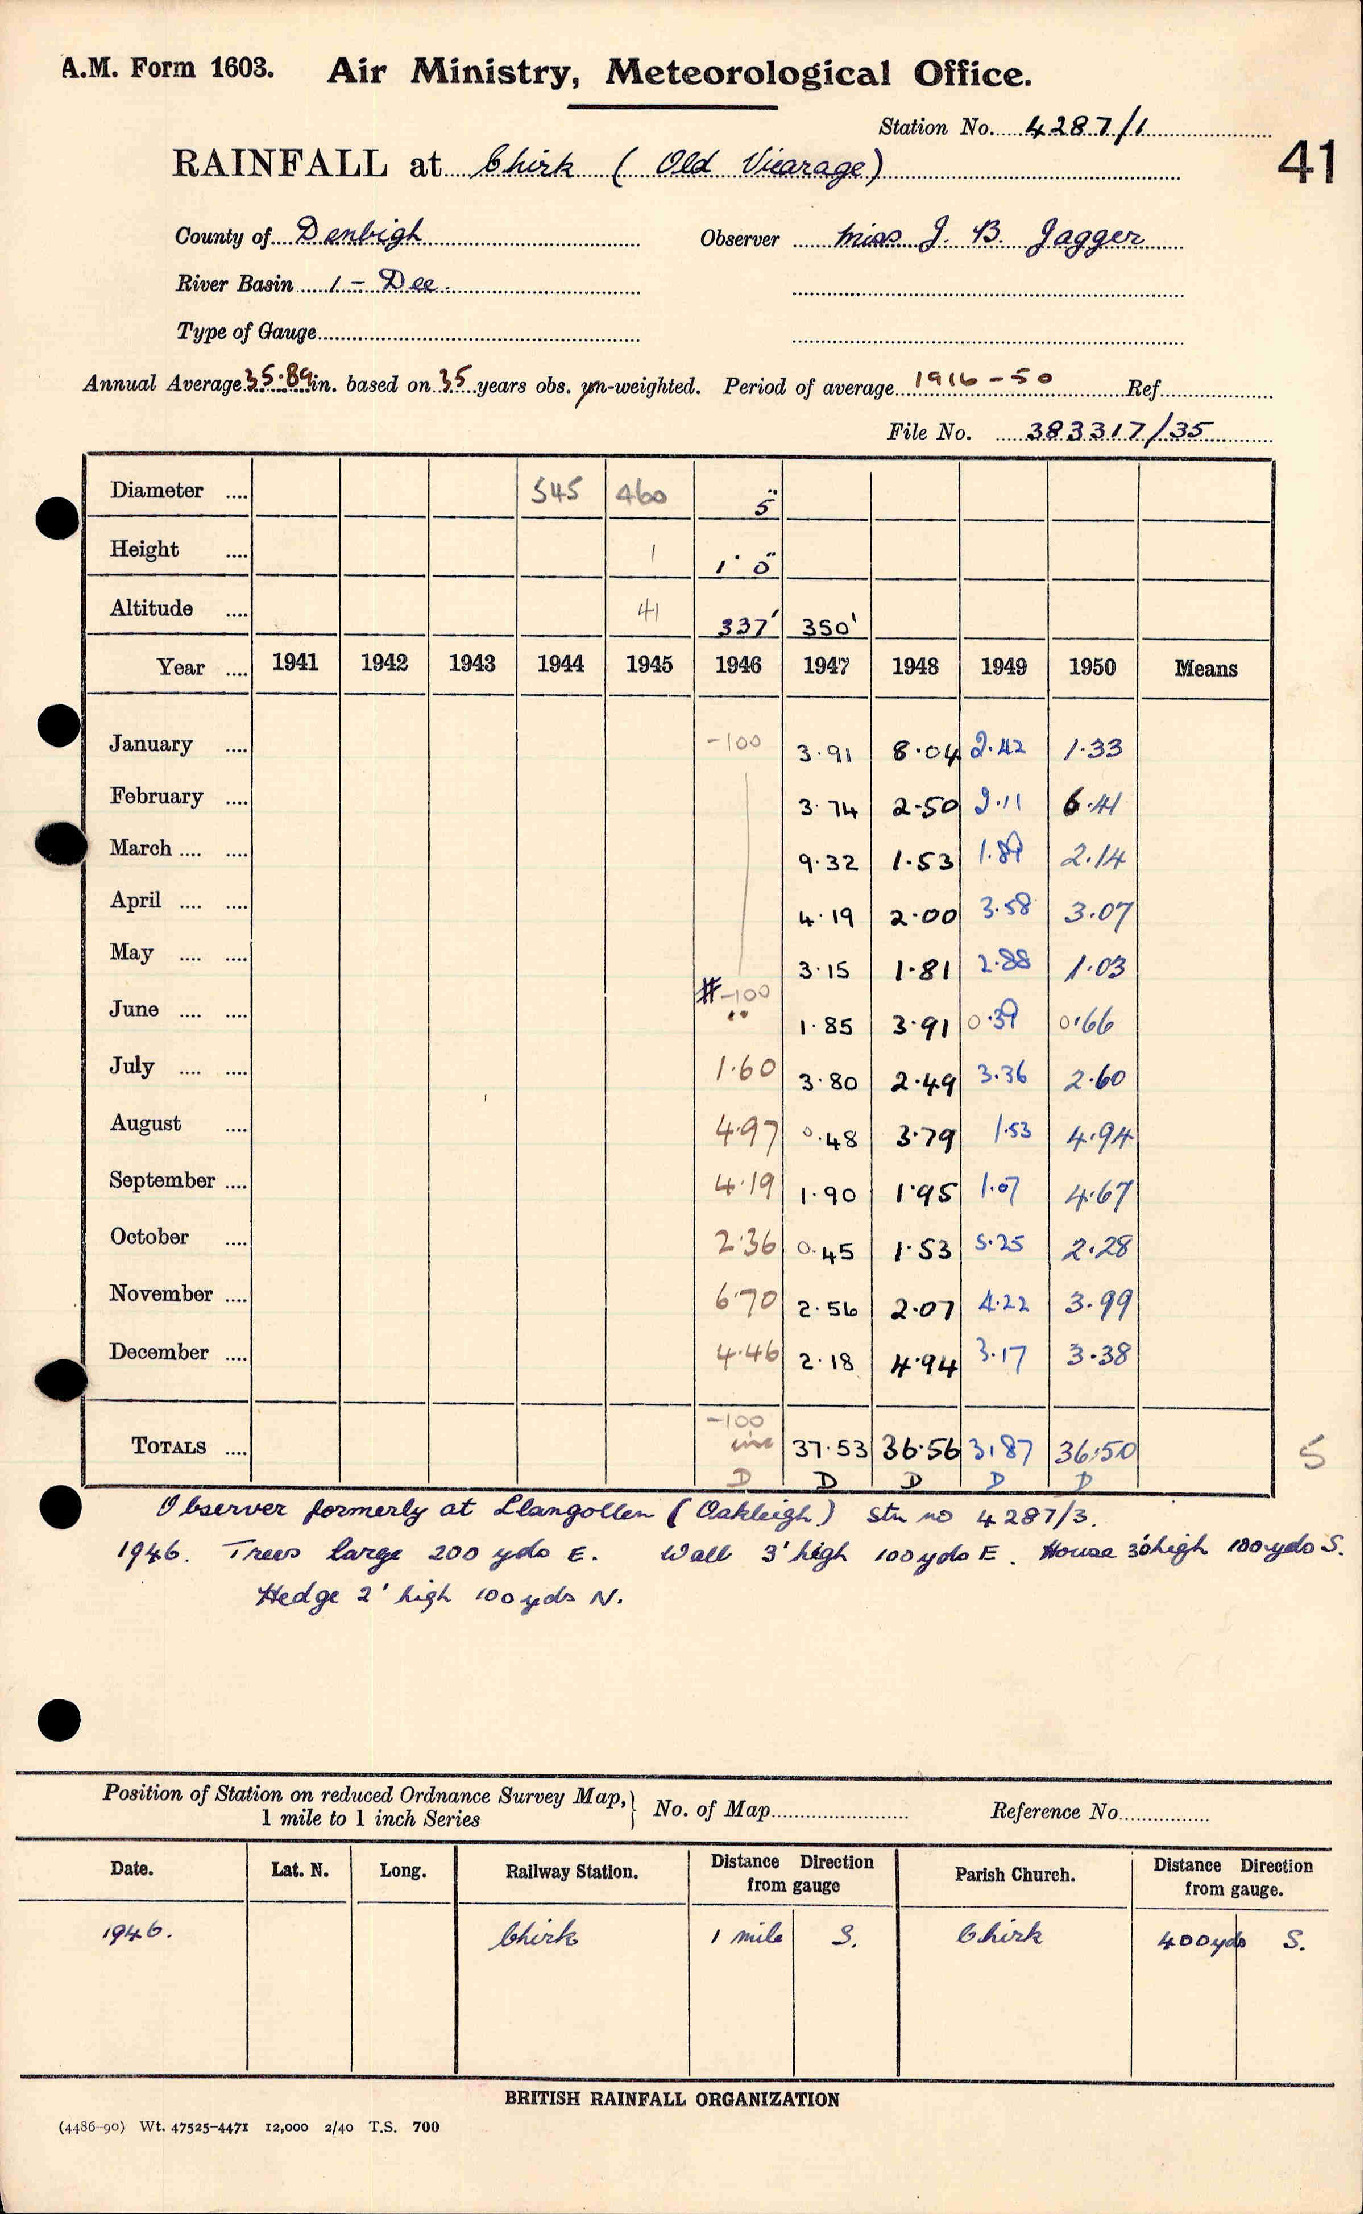 A.M. Form 1603. Air Ministry, Meteorological Office.
Station No. 4287/1
41
RAINFALL at Chirk ( Old Vicarage)
County of Denbigh Observer Miss J. B. Jagger
River Basin 1 - Dee.
Type of Gauge
Annual Average 35.89 in. based on 35 years obs. un-weighted. Period of average 1916-50 Ref
File No. 383317/35
Diameter .... 545 460 5"
Height .... 1 1' 0"
Altitude .... 41 337' 350'
Year .... 1941 1942 1943 1944 1945 1946 1947 1948 1949 1950 Means
January .... -100 3.91 8.04 2.42 1.33
February .... 3.74 2.50 2.11 6.41
March .... .... 9.32 1.53 1.89 2.14
April .... .... 4.19 2.00 3.58 3.07
May .... .... 3.15 1.81 2.88 1.03
June .... .... # -100 1.85 3.91 0.39 0.66
July .... .... 1.60 3.80 2.49 3.36 2.60
August .... 4.97 0.48 3.79 1.53 4.94
September .... 4.19 1.90 1.95 1.07 4.67
October .... 2.36 0.45 1.53 5.25 2.28
November .... 6.70 2.56 2.07 4.22 3.99
December .... 4.46 2.18 4.94 3.17 3.38
-100
TOTALS .... inc 37.53 36.56 31.87 36.50 5
D D D D D
Observer formerly at Llangollen ( Oakleigh ) Stn no 4287/3.
1946. Trees large 200 yds E. Wall 3' high 100 yds E. House 30' high 100 yds S.
Hedge 2' high 100 yds N.
Position of Station on reduced Ordnance Survey Map, 1 mile to 1 inch Series } No. of Map Reference No
Date. Lat. N. Long. Railway Station. Distance Direction from gauge Parish Church. Distance Direction from gauge.
1946. Chirk 1 mile S. Chirk 400 yds S.
BRITISH RAINFALL ORGANIZATION
(4486-90) Wt. 47525-4471 12,000 2/40 T.S. 700